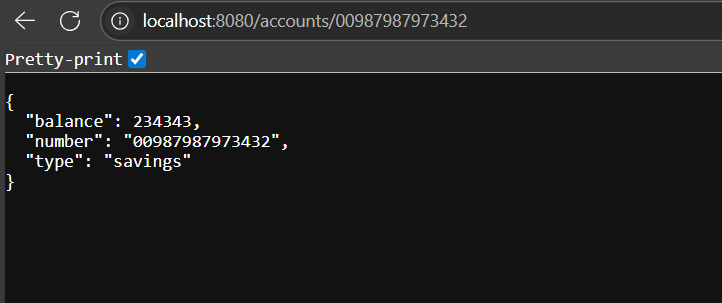 localhost:8080/accounts/00987987973432
Pretty-print
{
  "balance": 234343,
  "number": "00987987973432",
  "type": "savings"
}